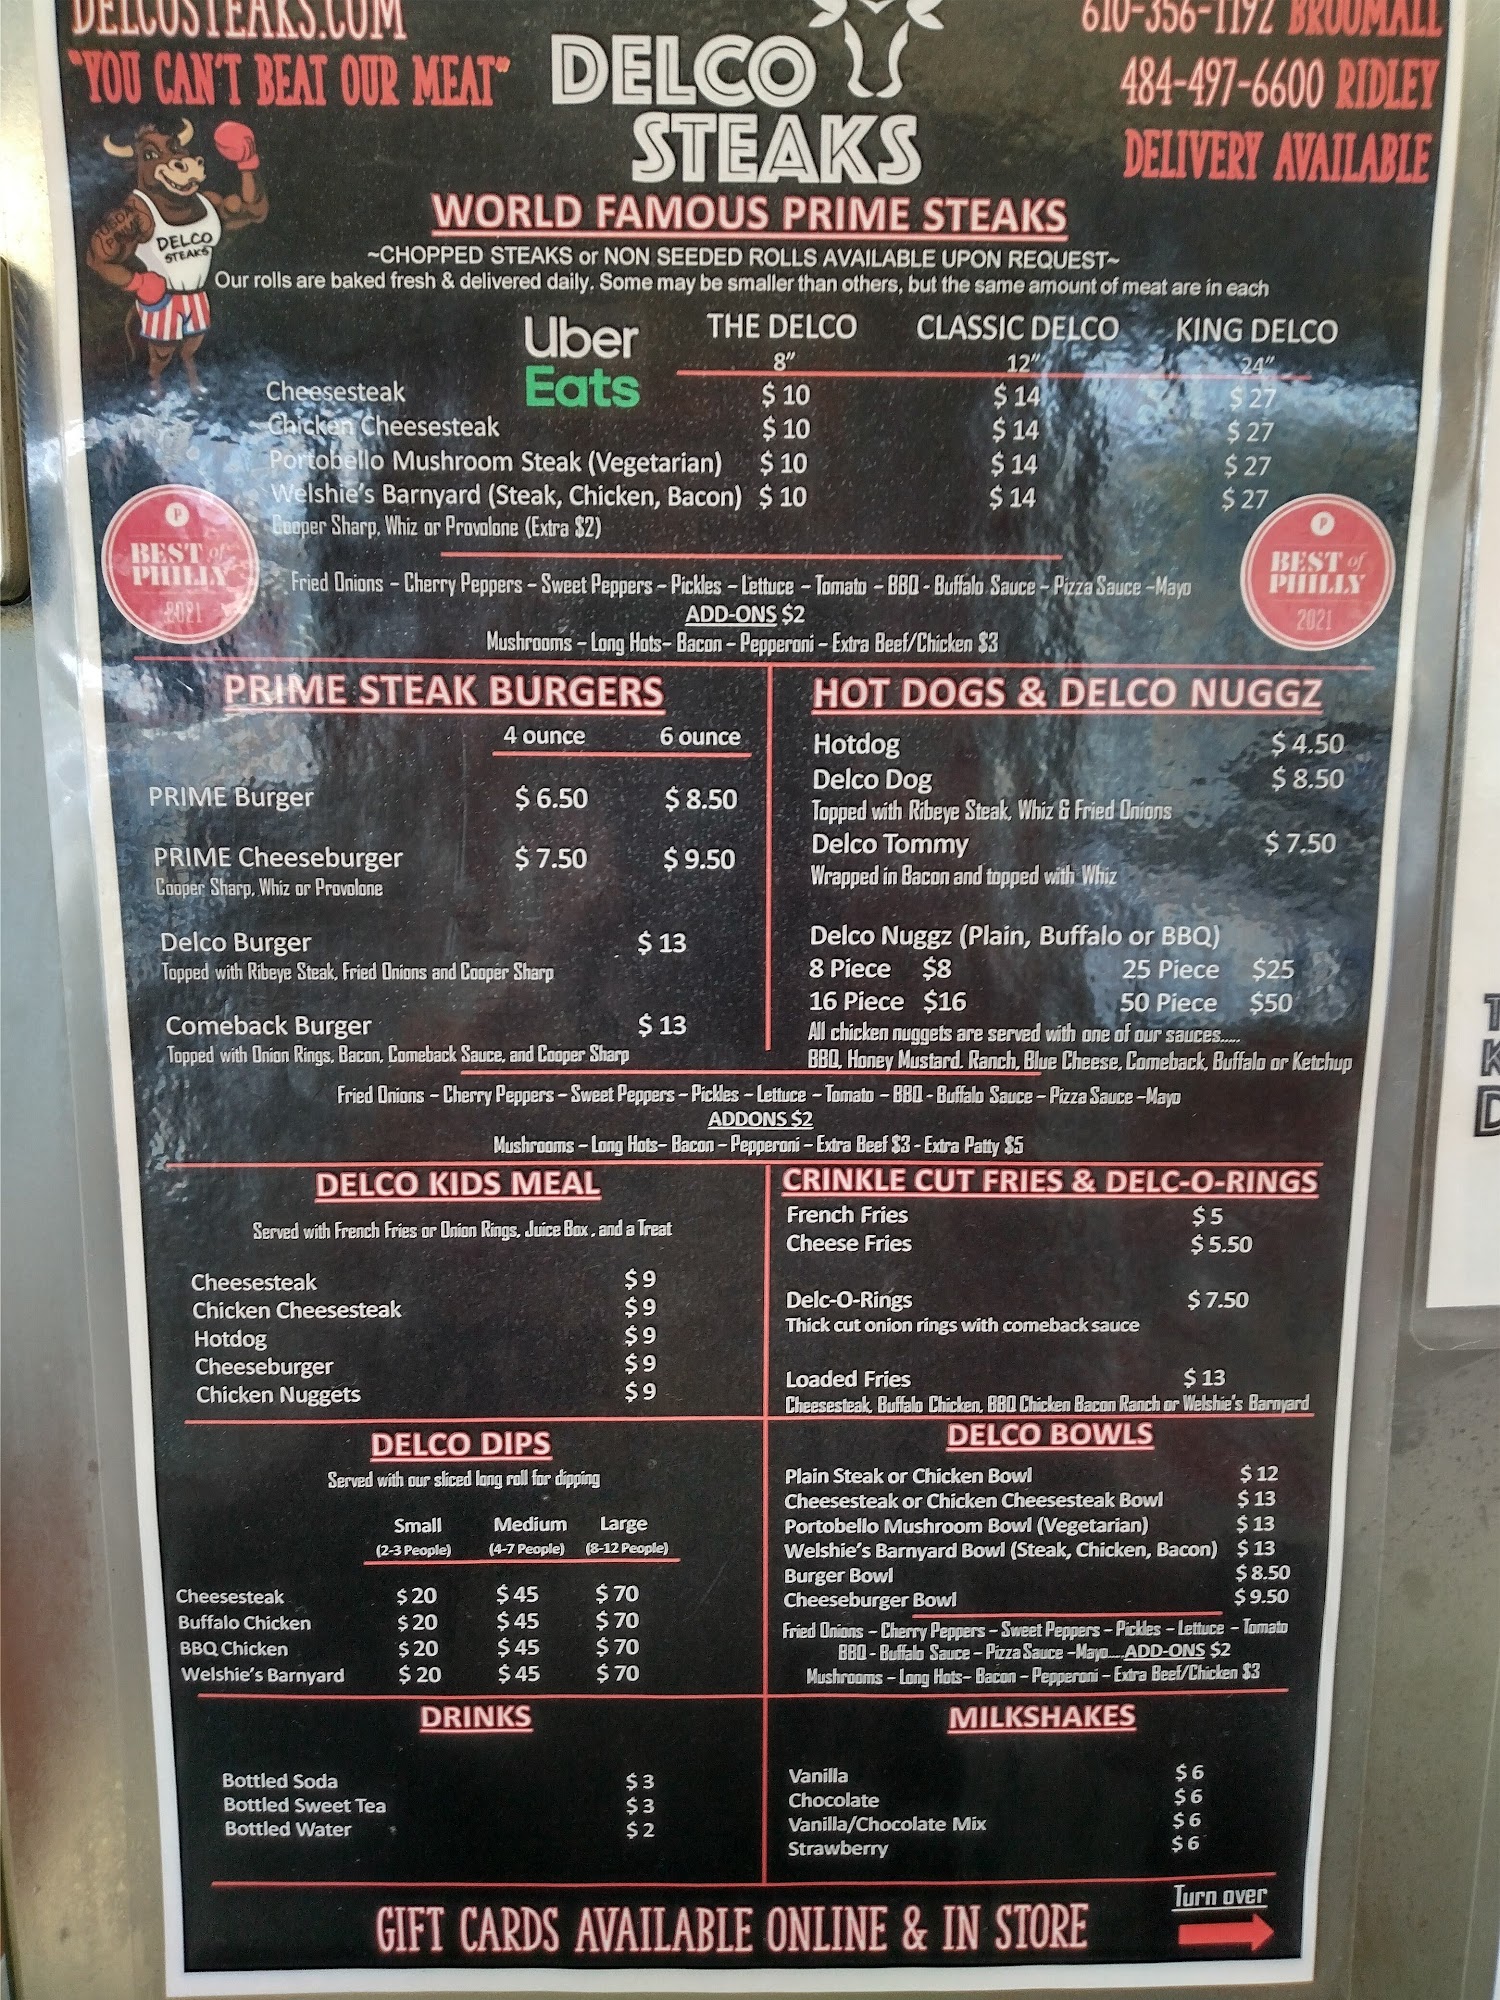 DELCOSTEAKS.COM
"YOU CAN'T BEAT OUR MEAT"
DELCO
STEAKS
610-356-1192 BROOMALL
484-497-6600 RIDLEY
DELIVERY AVAILABLE
DELCO
STEAKS
WORLD FAMOUS PRIME STEAKS
~CHOPPED STEAKS or NON SEEDED ROLLS AVAILABLE UPON REQUEST~
Our rolls are baked fresh & delivered daily. Some may be smaller than others, but the same amount of meat are in each
Uber
Eats
THE DELCO CLASSIC DELCO KING DELCO
8" 12" 24"
Cheesesteak $ 10 $ 14 $ 27
Chicken Cheesesteak $ 10 $ 14 $ 27
Portobello Mushroom Steak (Vegetarian) $ 10 $ 14 $ 27
Welshie's Barnyard (Steak, Chicken, Bacon) $ 10 $ 14 $ 27
Cooper Sharp, Whiz or Provolone (Extra $2)
P
BEST of
PHILLY
2021
P
BEST of
PHILLY
2021
Fried Onions – Cherry Peppers – Sweet Peppers – Pickles – Lettuce – Tomato – BBQ - Buffalo Sauce – Pizza Sauce –Mayo
ADD-ONS $2
Mushrooms – Long Hots– Bacon – Pepperoni – Extra Beef/Chicken $3
PRIME STEAK BURGERS
4 ounce 6 ounce
PRIME Burger $ 6.50 $ 8.50
PRIME Cheeseburger $ 7.50 $ 9.50
Cooper Sharp, Whiz or Provolone
Delco Burger $ 13
Topped with Ribeye Steak, Fried Onions and Cooper Sharp
Comeback Burger $ 13
Topped with Onion Rings, Bacon, Comeback Sauce, and Cooper Sharp
HOT DOGS & DELCO NUGGZ
Hotdog $ 4.50
Delco Dog $ 8.50
Topped with Ribeye Steak, Whiz & Fried Onions
Delco Tommy $ 7.50
Wrapped in Bacon and topped with Whiz
Delco Nuggz (Plain, Buffalo or BBQ)
8 Piece $8 25 Piece $25
16 Piece $16 50 Piece $50
All chicken nuggets are served with one of our sauces.....
BBQ, Honey Mustard. Ranch, Blue Cheese, Comeback, Buffalo or Ketchup
Fried Onions – Cherry Peppers – Sweet Peppers – Pickles – Lettuce – Tomato – BBQ - Buffalo Sauce – Pizza Sauce –Mayo
ADDONS $2
Mushrooms – Long Hots– Bacon – Pepperoni – Extra Beef $3 - Extra Patty $5
DELCO KIDS MEAL
Served with French Fries or Onion Rings, Juice Box , and a Treat
Cheesesteak $ 9
Chicken Cheesesteak $ 9
Hotdog $ 9
Cheeseburger $ 9
Chicken Nuggets $ 9
CRINKLE CUT FRIES & DELC-O-RINGS
French Fries $ 5
Cheese Fries $ 5.50
Delc-O-Rings $ 7.50
Thick cut onion rings with comeback sauce
Loaded Fries $ 13
Cheesesteak, Buffalo Chicken, BBQ Chicken Bacon Ranch or Welshie's Barnyard
DELCO DIPS
Served with our sliced long roll for dipping
Small Medium Large
(2-3 People) (4-7 People) (8-12 People)
Cheesesteak $ 20 $ 45 $ 70
Buffalo Chicken $ 20 $ 45 $ 70
BBQ Chicken $ 20 $ 45 $ 70
Welshie's Barnyard $ 20 $ 45 $ 70
DELCO BOWLS
Plain Steak or Chicken Bowl $ 12
Cheesesteak or Chicken Cheesesteak Bowl $ 13
Portobello Mushroom Bowl (Vegetarian) $ 13
Welshie's Barnyard Bowl (Steak, Chicken, Bacon) $ 13
Burger Bowl $ 8.50
Cheeseburger Bowl $ 9.50
Fried Onions – Cherry Peppers – Sweet Peppers – Pickles – Lettuce – Tomato
BBQ - Buffalo Sauce – Pizza Sauce –Mayo.....ADD-ONS $2
Mushrooms – Long Hots– Bacon – Pepperoni – Extra Beef/Chicken $3
DRINKS
Bottled Soda $ 3
Bottled Sweet Tea $ 3
Bottled Water $ 2
MILKSHAKES
Vanilla $ 6
Chocolate $ 6
Vanilla/Chocolate Mix $ 6
Strawberry $ 6
Turn over
GIFT CARDS AVAILABLE ONLINE & IN STORE